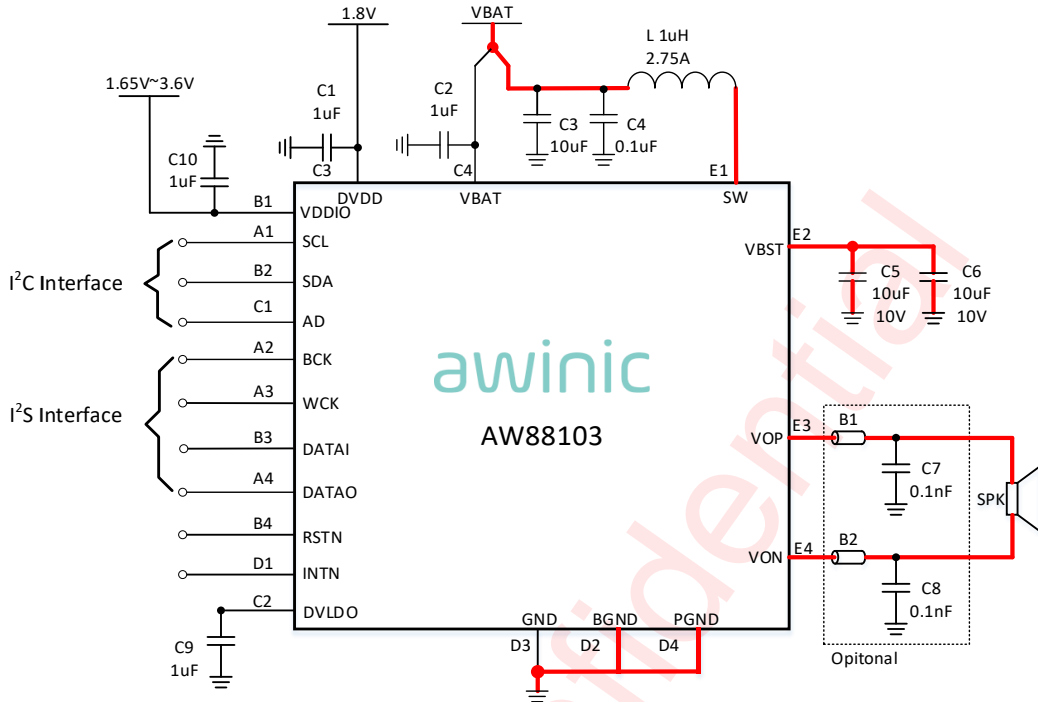 1.8V
VBAT
L 1uH
2.75A
1.65V~3.6V
C1
1uF
C2
1uF
C3
10uF
C4
0.1uF
C10
1uF
C3
C4
E1
DVDD
VBAT
SW
B1
VDDIO
A1
SCL
E2
VBST
I²C Interface
B2
SDA
C5
10uF
10V
C6
10uF
10V
C1
AD
A2
BCK
awinic
I²S Interface
A3
WCK
AW88103
E3
VOP
B1
B3
DATAI
C7
0.1nF
A4
DATAO
SPK
B4
RSTN
E4
VON
B2
D1
INTN
C8
0.1nF
C2
DVLDO
GND
BGND
PGND
D3
D2
D4
C9
1uF
Opitonal
fidential